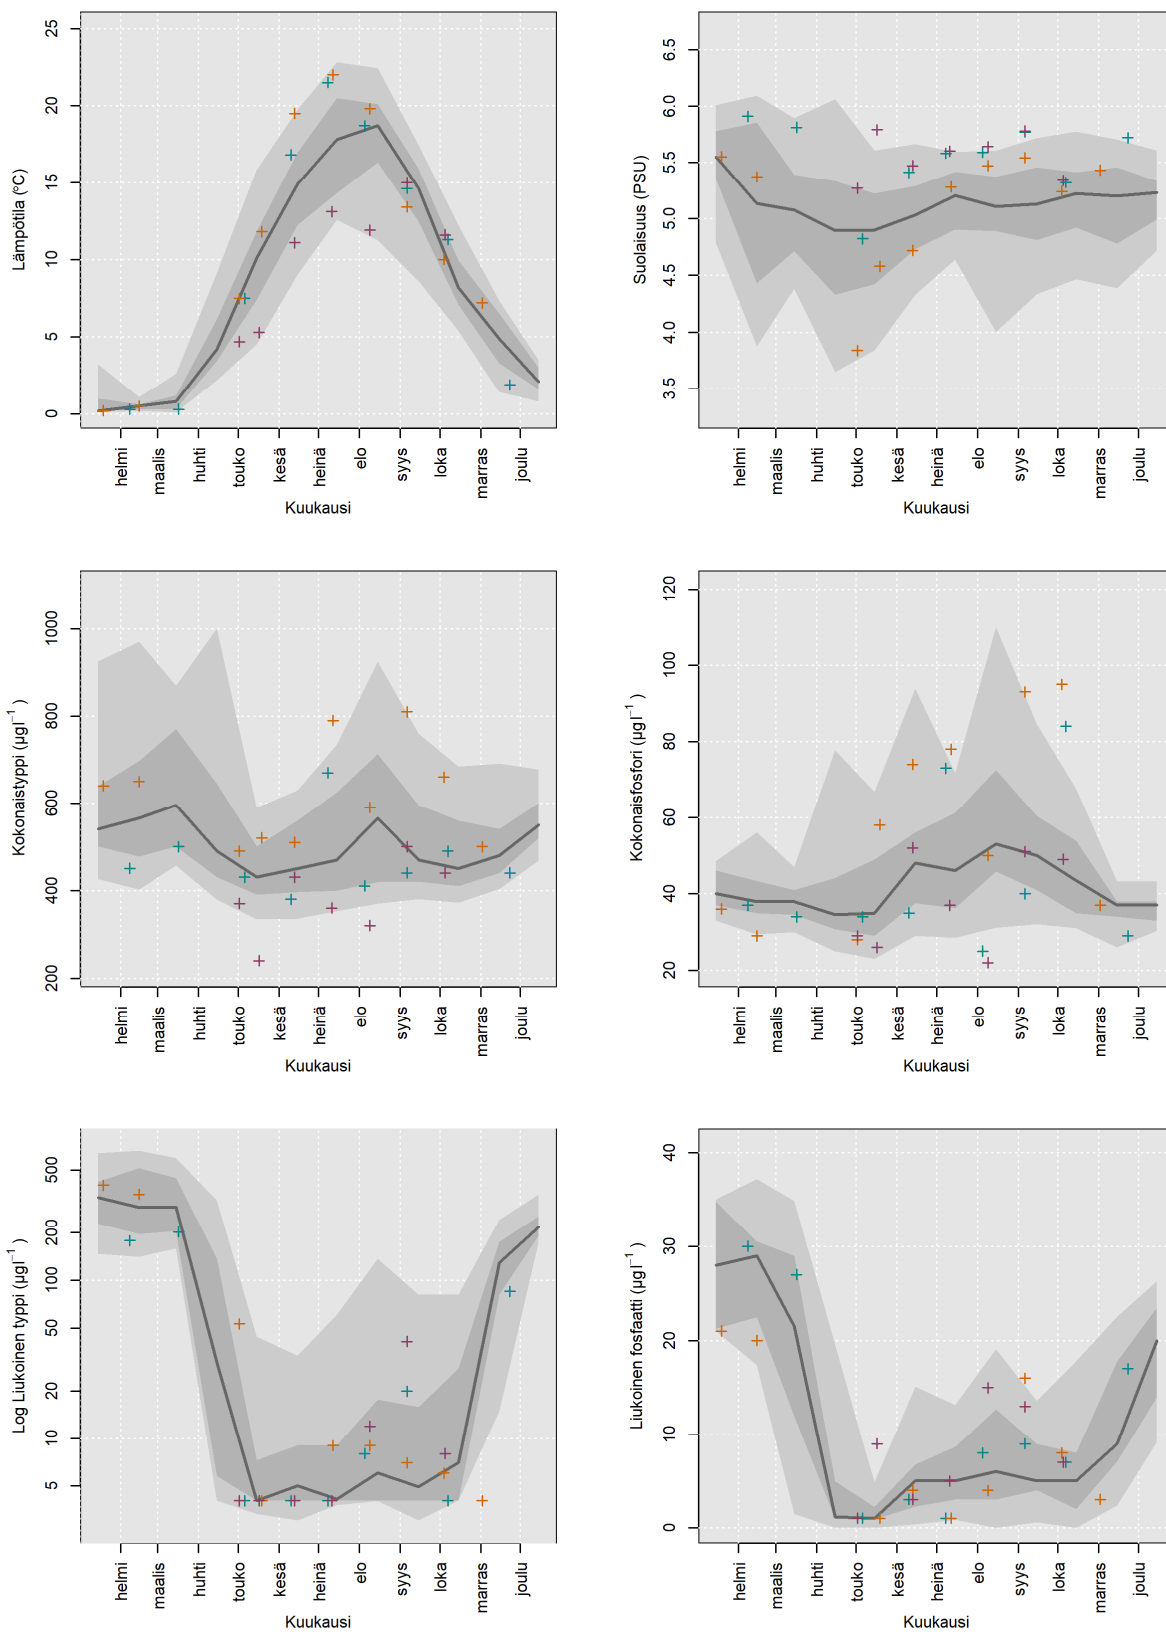 Lämpötila (°C)
25
20
15
10
5
0
helmi
maalis
huhti
touko
kesä
heinä
elo
syys
loka
marras
joulu
Kuukausi
Suolaisuus (PSU)
6.5
6.0
5.5
5.0
4.5
4.0
3.5
helmi
maalis
huhti
touko
kesä
heinä
elo
syys
loka
marras
joulu
Kuukausi
Kokonaistyppi (µgl⁻¹ )
1000
800
600
400
200
helmi
maalis
huhti
touko
kesä
heinä
elo
syys
loka
marras
joulu
Kuukausi
Kokonaisfosfori (µgl⁻¹ )
120
100
80
60
40
20
helmi
maalis
huhti
touko
kesä
heinä
elo
syys
loka
marras
joulu
Kuukausi
Log Liukoinen typpi (µgl⁻¹ )
500
200
100
50
20
10
5
helmi
maalis
huhti
touko
kesä
heinä
elo
syys
loka
marras
joulu
Kuukausi
Liukoinen fosfaatti (µgl⁻¹ )
40
30
20
10
0
helmi
maalis
huhti
touko
kesä
heinä
elo
syys
loka
marras
joulu
Kuukausi